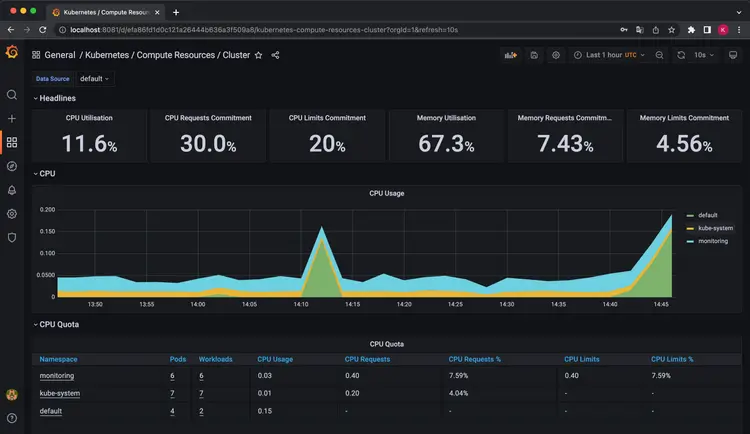 Kubernetes / Compute Resour
localhost:8081/d/efa86fd1d0c121a26444b636a3f509a8/kubernetes-compute-resources-cluster?orgId=1&refresh=10s
K
General / Kubernetes / Compute Resources / Cluster
Last 1 hour UTC
10s
Data Source default
Headlines
CPU Utilisation CPU Requests Commitment CPU Limits Commitment Memory Utilisation Memory Requests Commitm... Memory Limits Commitment
11.6% 30.0% 20% 67.3% 7.43% 4.56%
CPU
CPU Usage
0.200
0.150
0.100
0.0500
0
13:50 13:55 14:00 14:05 14:10 14:15 14:20 14:25 14:30 14:35 14:40 14:45
default
kube-system
monitoring
CPU Quota
CPU Quota
Namespace Pods Workloads CPU Usage CPU Requests CPU Requests % CPU Limits CPU Limits %
monitoring 6 6 0.03 0.40 7.59% 0.40 7.59%
kube-system 7 7 0.01 0.20 4.04% - -
default 4 2 0.15 - - - -